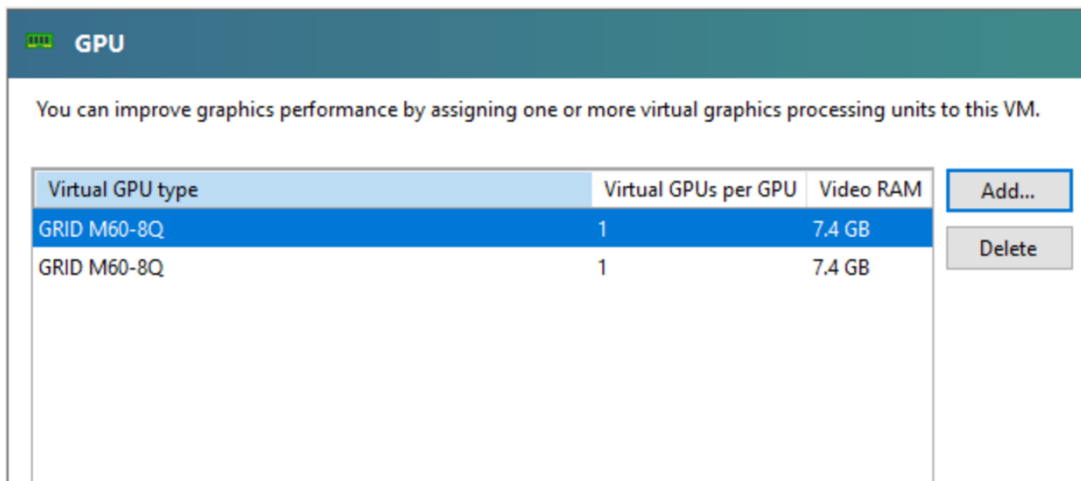 GPU
You can improve graphics performance by assigning one or more virtual graphics processing units to this VM.
Virtual GPU type Virtual GPUs per GPU Video RAM Add...
GRID M60-8Q 1 7.4 GB
Delete
GRID M60-8Q 1 7.4 GB